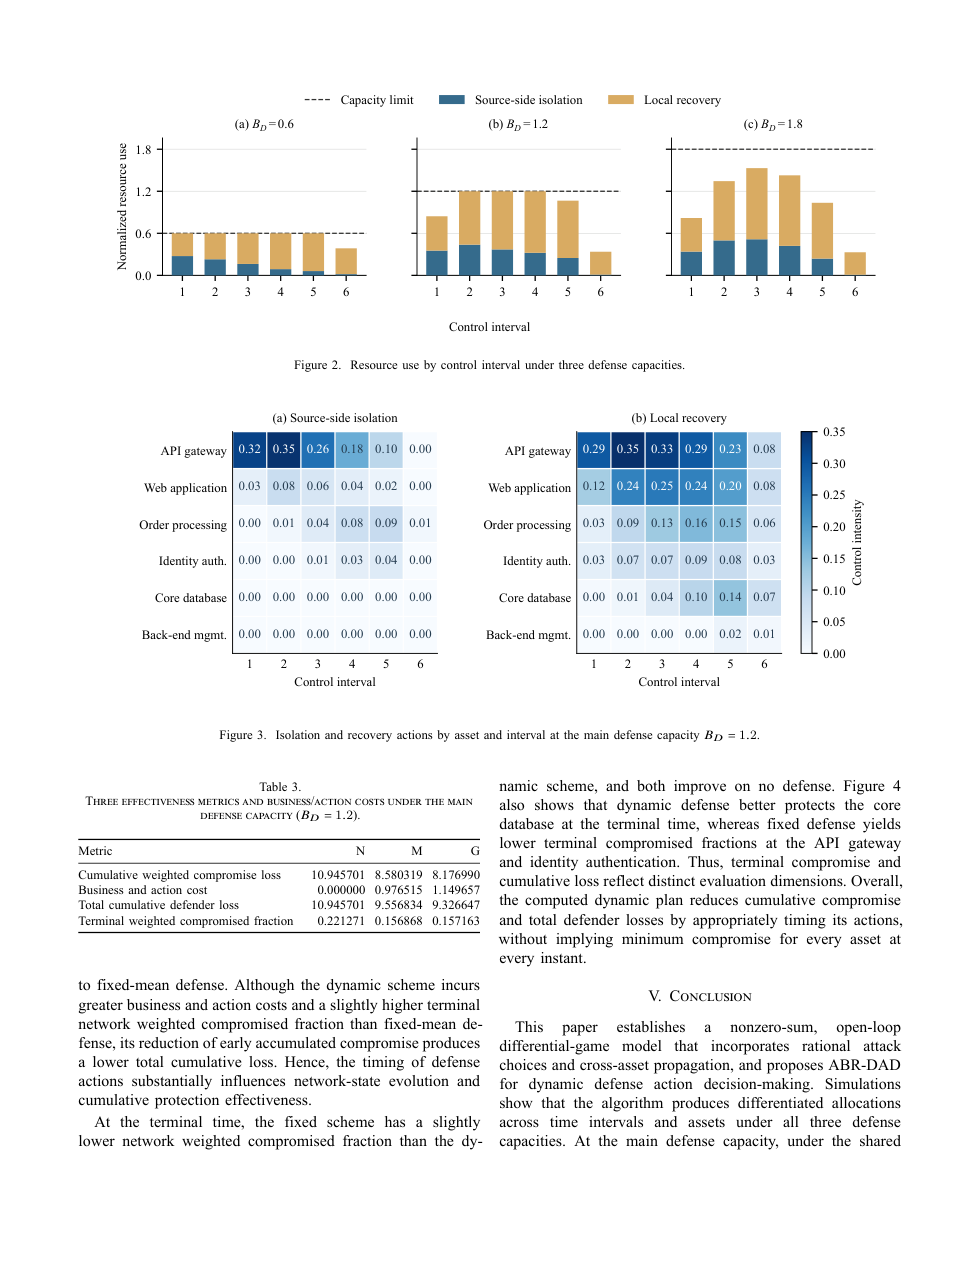 Capacity limit Source-side isolation Local recovery
(a) B_D=0.6 (b) B_D=1.2 (c) B_D=1.8
Normalized resource use
1.8
1.2
0.6
0.0
1 2 3 4 5 6 1 2 3 4 5 6 1 2 3 4 5 6
Control interval
Figure 2. Resource use by control interval under three defense capacities.
(a) Source-side isolation
API gateway 0.32 0.35 0.26 0.18 0.10 0.00
Web application 0.03 0.08 0.06 0.04 0.02 0.00
Order processing 0.00 0.01 0.04 0.08 0.09 0.01
Identity auth. 0.00 0.00 0.01 0.03 0.04 0.00
Core database 0.00 0.00 0.00 0.00 0.00 0.00
Back-end mgmt. 0.00 0.00 0.00 0.00 0.00 0.00
1 2 3 4 5 6
Control interval
(b) Local recovery
API gateway 0.29 0.35 0.33 0.29 0.23 0.08
Web application 0.12 0.24 0.25 0.24 0.20 0.08
Order processing 0.03 0.09 0.13 0.16 0.15 0.06
Identity auth. 0.03 0.07 0.07 0.09 0.08 0.03
Core database 0.00 0.01 0.04 0.10 0.14 0.07
Back-end mgmt. 0.00 0.00 0.00 0.00 0.02 0.01
1 2 3 4 5 6
Control interval
0.35
0.30
0.25
0.20
0.15
0.10
0.05
0.00
Control intensity
Figure 3. Isolation and recovery actions by asset and interval at the main defense capacity B_D = 1.2.
Table 3.
Three effectiveness metrics and business/action costs under the main
defense capacity (B_D = 1.2).
Metric N M G
Cumulative weighted compromise loss 10.945701 8.580319 8.176990
Business and action cost 0.000000 0.976515 1.149657
Total cumulative defender loss 10.945701 9.556834 9.326647
Terminal weighted compromised fraction 0.221271 0.156868 0.157163
to fixed-mean defense. Although the dynamic scheme incurs
greater business and action costs and a slightly higher terminal
network weighted compromised fraction than fixed-mean de-
fense, its reduction of early accumulated compromise produces
a lower total cumulative loss. Hence, the timing of defense
actions substantially influences network-state evolution and
cumulative protection effectiveness.
At the terminal time, the fixed scheme has a slightly
lower network weighted compromised fraction than the dy-
namic scheme, and both improve on no defense. Figure 4
also shows that dynamic defense better protects the core
database at the terminal time, whereas fixed defense yields
lower terminal compromised fractions at the API gateway
and identity authentication. Thus, terminal compromise and
cumulative loss reflect distinct evaluation dimensions. Overall,
the computed dynamic plan reduces cumulative compromise
and total defender losses by appropriately timing its actions,
without implying minimum compromise for every asset at
every instant.
V. Conclusion
This paper establishes a nonzero-sum, open-loop
differential-game model that incorporates rational attack
choices and cross-asset propagation, and proposes ABR-DAD
for dynamic defense action decision-making. Simulations
show that the algorithm produces differentiated allocations
across time intervals and assets under all three defense
capacities. At the main defense capacity, under the shared